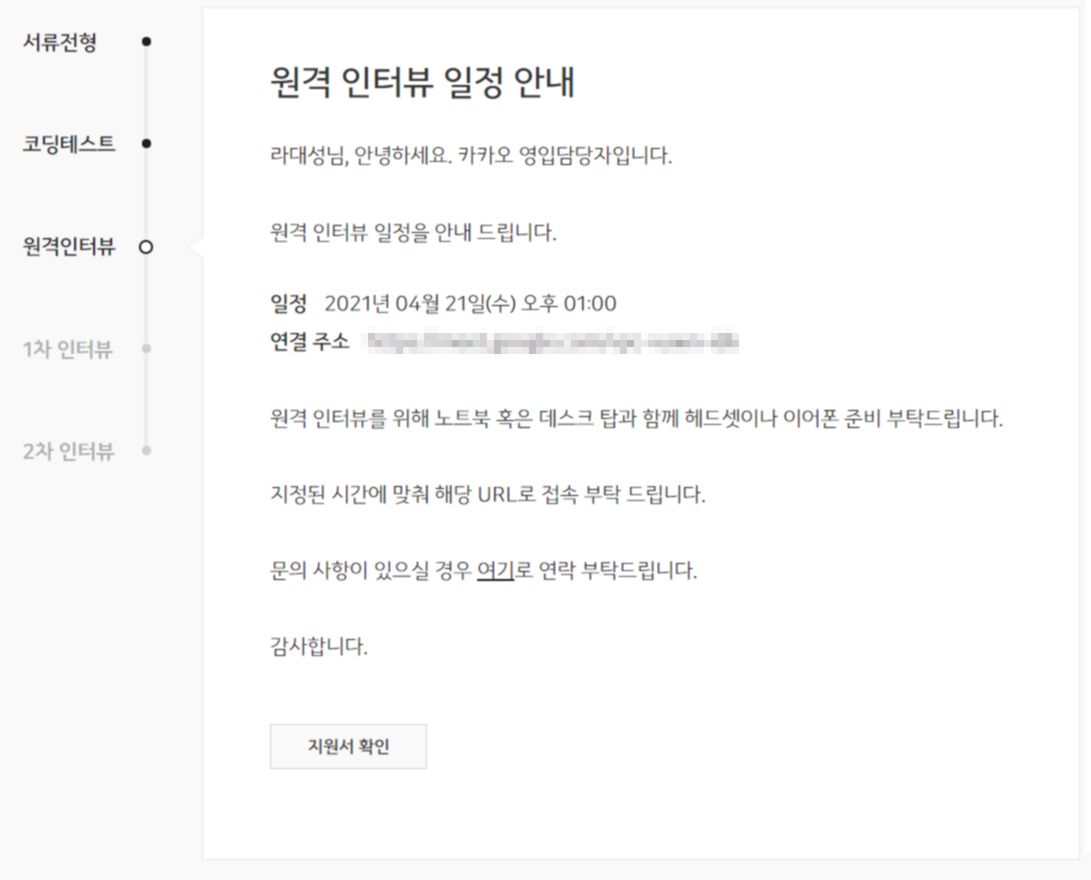 서류전형
코딩테스트
원격인터뷰
1차 인터뷰
2차 인터뷰
원격 인터뷰 일정 안내
라대성님, 안녕하세요. 카카오 영입담당자입니다.
원격 인터뷰 일정을 안내 드립니다.
일정 2021년 04월 21일(수) 오후 01:00
연결 주소
원격 인터뷰를 위해 노트북 혹은 데스크 탑과 함께 헤드셋이나 이어폰 준비 부탁드립니다.
지정된 시간에 맞춰 해당 URL로 접속 부탁 드립니다.
문의 사항이 있으실 경우 여기로 연락 부탁드립니다.
감사합니다.
지원서 확인